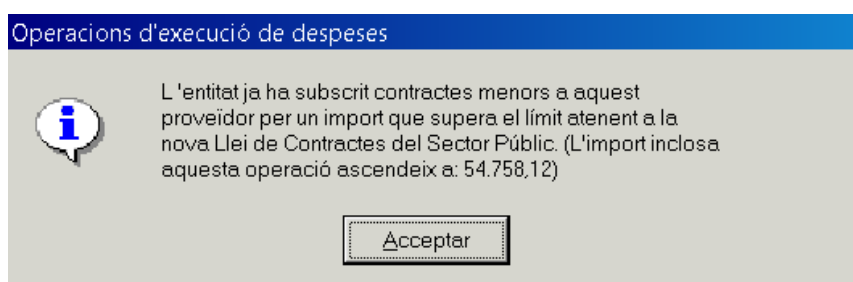 Operacions d'execució de despeses
L 'entitat ja ha subscrit contractes menors a aquest
proveïdor per un import que supera el límit atenent a la
nova Llei de Contractes del Sector Públic. (L'import inclosa
aquesta operació ascendeix a: 54.758,12)
Acceptar